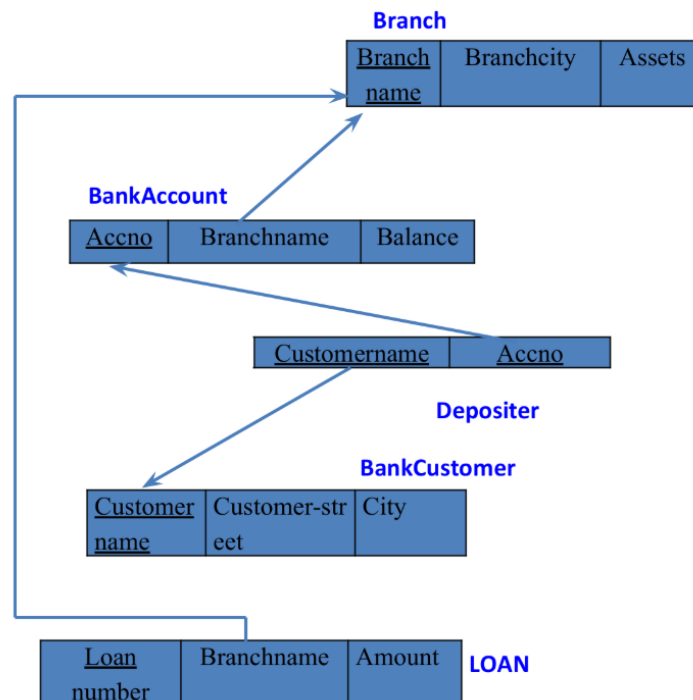 Branch
Branch Branchcity Assets
name
BankAccount
Accno Branchname Balance
Customername Accno
Depositer
BankCustomer
Customer Customer-str City
name eet
Loan Branchname Amount LOAN
number